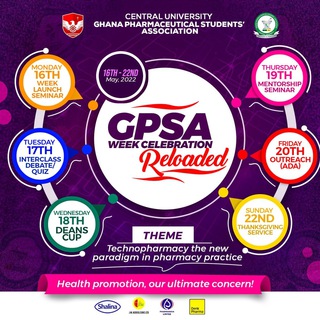 CENTRAL UNIVERSITY
GHANA PHARMACEUTICAL STUDENTS'
ASSOCIATION
16TH - 22ND
May, 2022
GPSA
WEEK CELEBRATION
Reloaded
MONDAY
16TH
WEEK
LAUNCH
SEMINAR
TUESDAY
17TH
INTERCLASS
DEBATE/
QUIZ
WEDNESDAY
18TH
DEANS
CUP
THURSDAY
19TH
MENTORSHIP
SEMINAR
FRIDAY
20TH
OUTREACH
(ADA)
SUNDAY
22ND
THANKSGIVING
SERVICE
THEME
Technopharmacy the new
paradigm in pharmacy practice
Health promotion, our ultimate concern!
Shalina